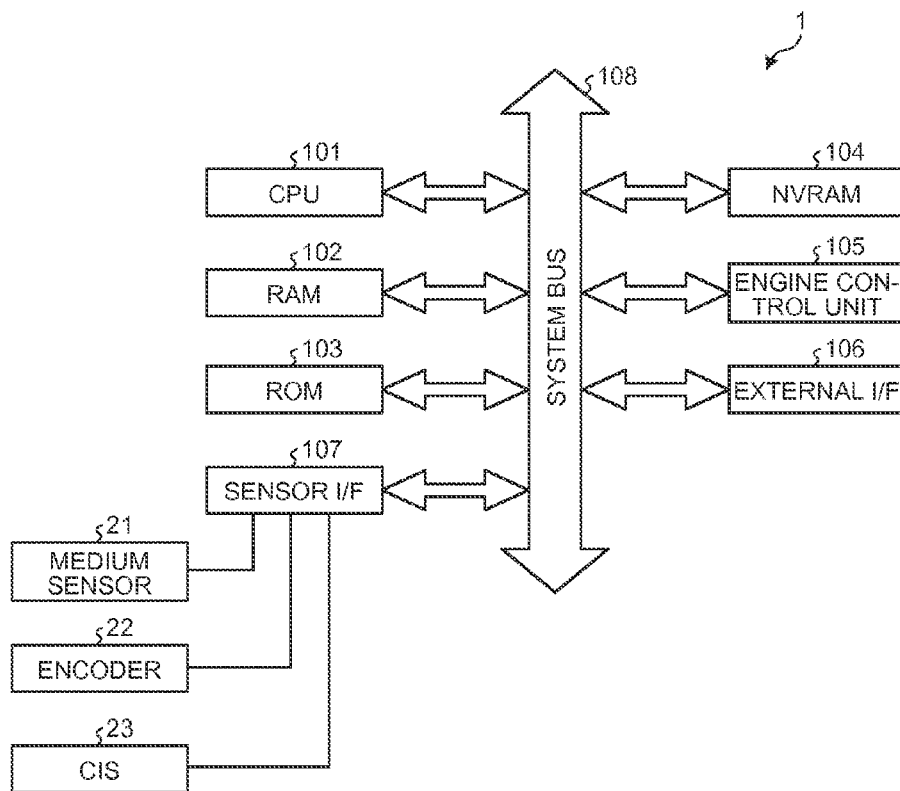 1
108
101
CPU
104
NVRAM
102
RAM
105
ENGINE CON-
TROL UNIT
103
ROM
106
EXTERNAL I/F
SYSTEM BUS
107
SENSOR I/F
21
MEDIUM
SENSOR
22
ENCODER
23
CIS